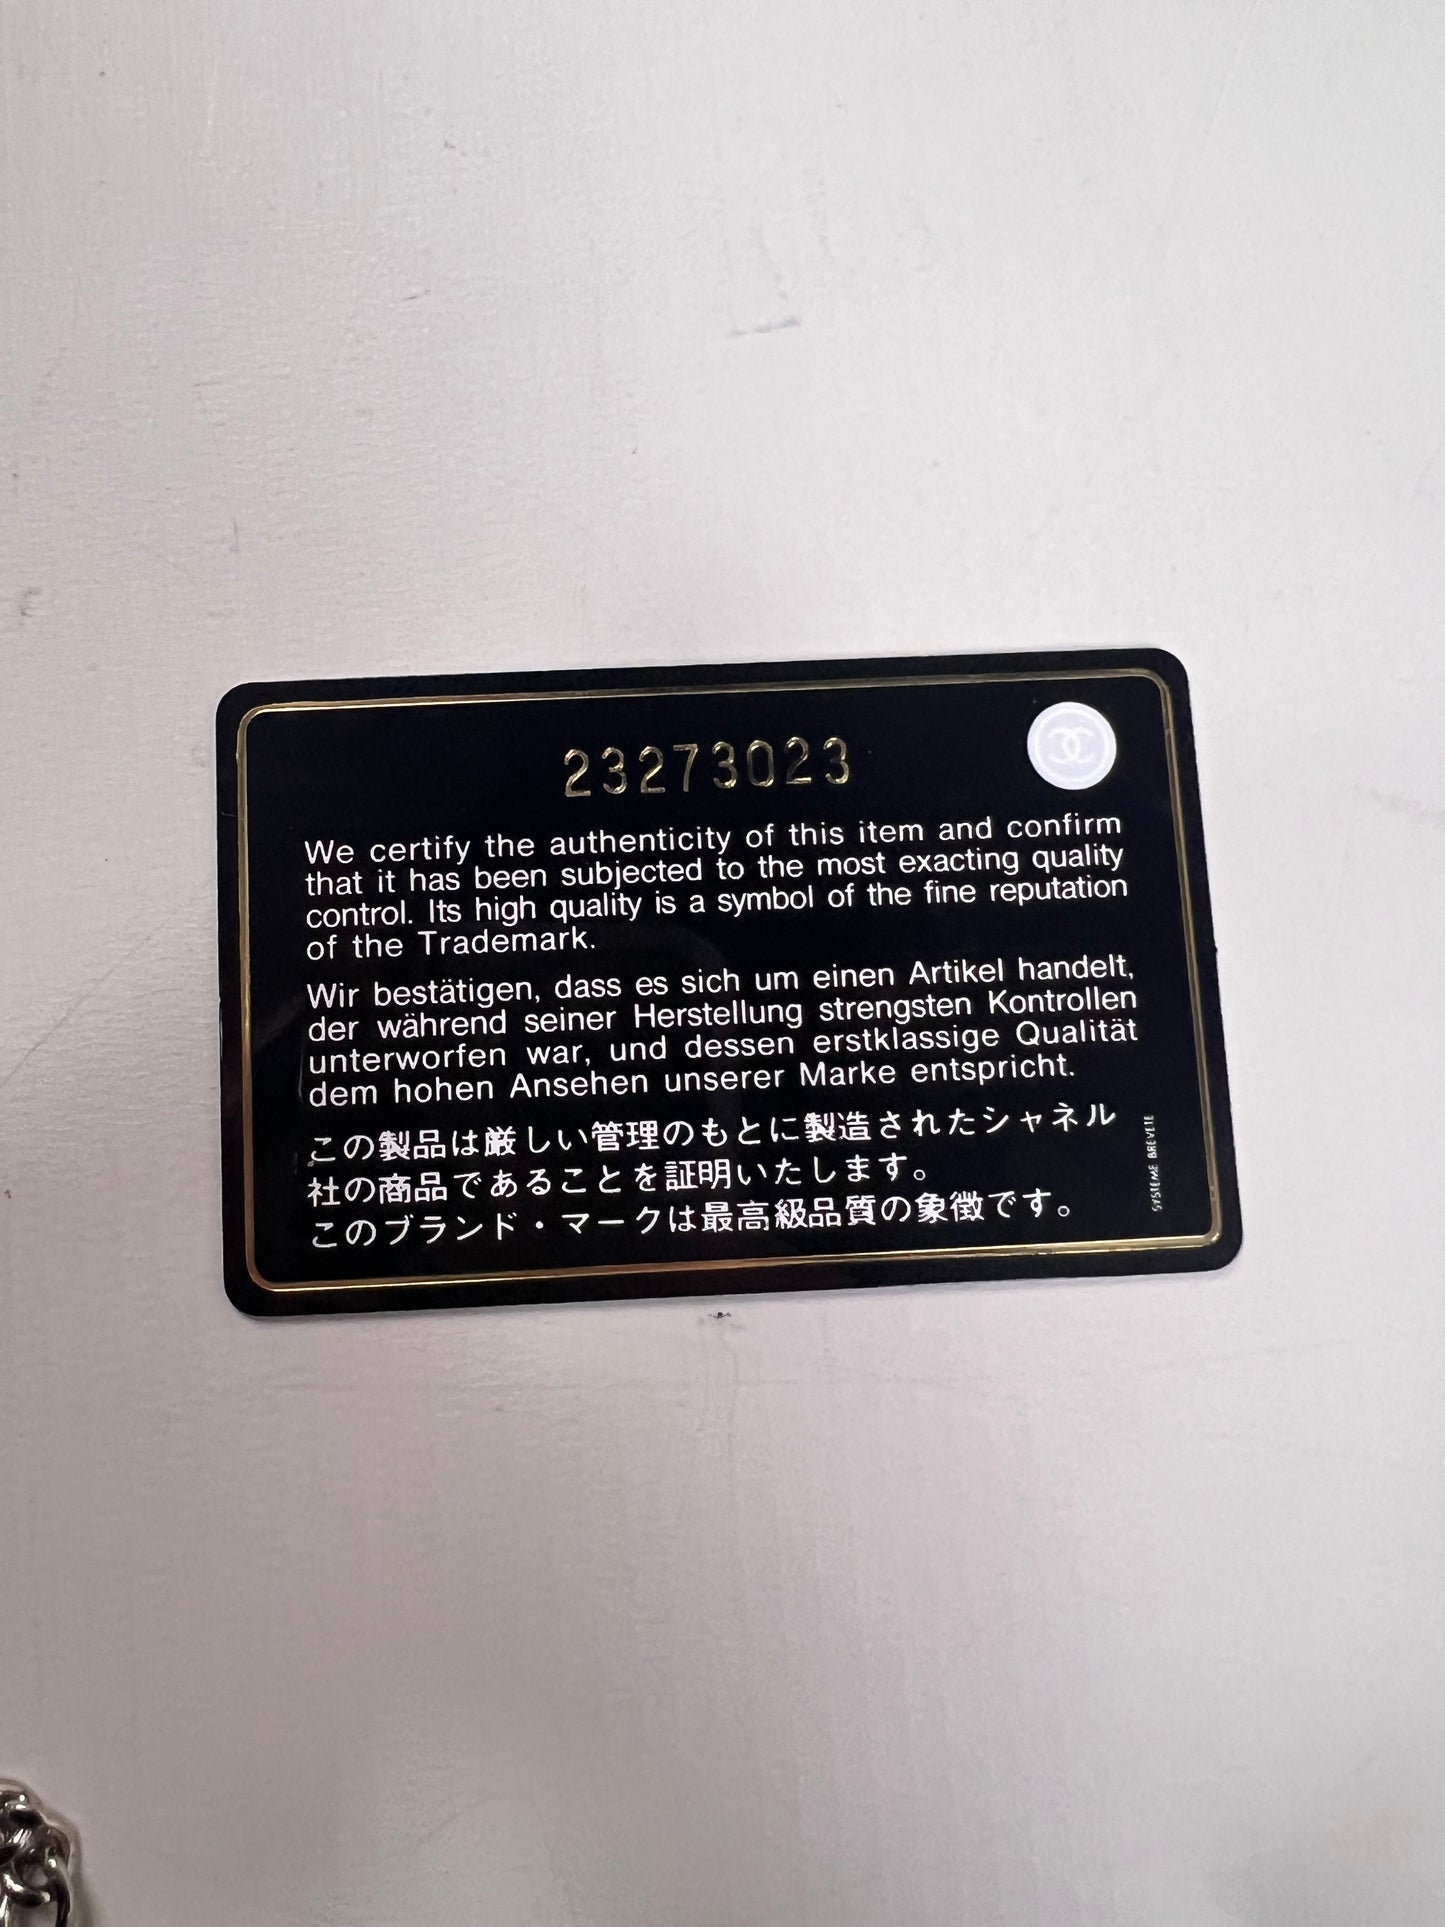 23273023
We certify the authenticity of this item and confirm
that it has been subjected to the most exacting quality
control. Its high quality is a symbol of the fine reputation
of the Trademark.
Wir bestätigen, dass es sich um einen Artikel handelt,
der während seiner Herstellung strengsten Kontrollen
unterworfen war, und dessen erstklassige Qualität
dem hohen Ansehen unserer Marke entspricht.
この製品は厳しい管理のもとに製造されたシャネル
社の商品であることを証明いたします。
このブランド・マークは最高級品質の象徴です。
SYSTEME BREVETE